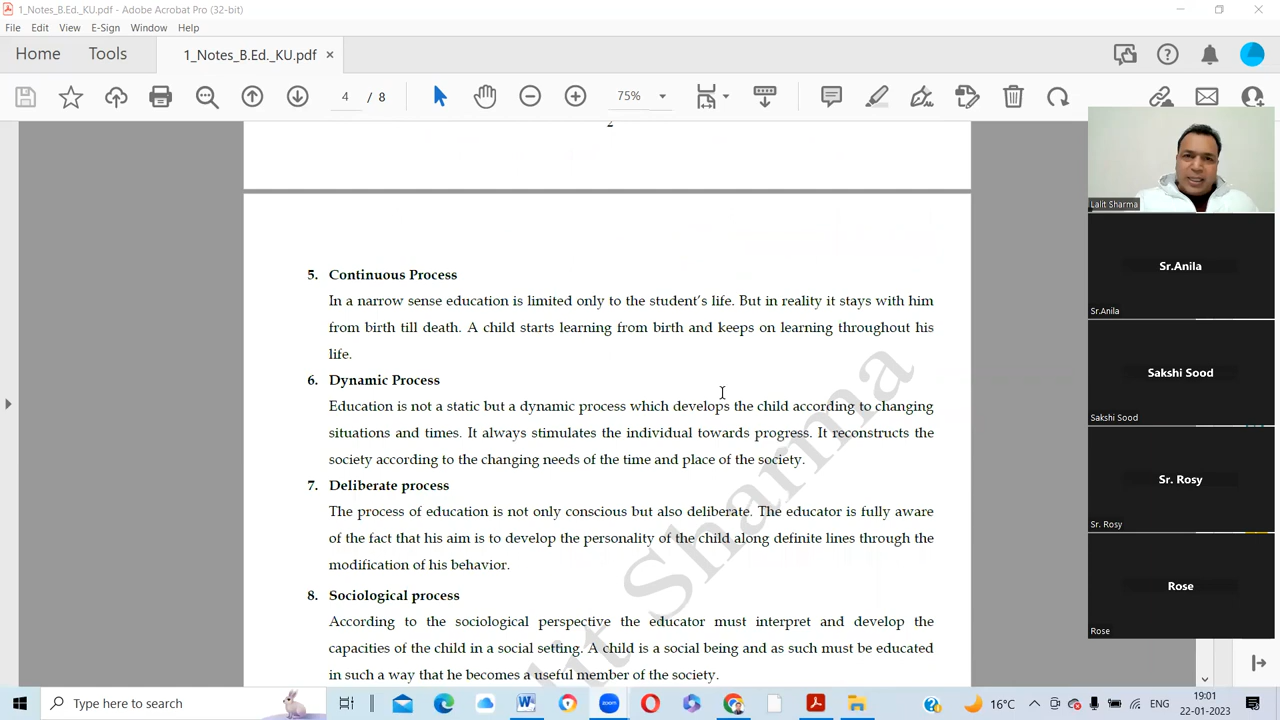 1_Notes_B.Ed._KU.pdf - Adobe Acrobat Pro (32-bit)
File Edit View E-Sign Window Help
Home Tools 1_Notes_B.Ed._KU.pdf ×
4 / 8 75%
2
5. Continuous Process
In a narrow sense education is limited only to the student’s life. But in reality it stays with him
from birth till death. A child starts learning from birth and keeps on learning throughout his
life.
6. Dynamic Process
Education is not a static but a dynamic process which develops the child according to changing
situations and times. It always stimulates the individual towards progress. It reconstructs the
society according to the changing needs of the time and place of the society.
7. Deliberate process
The process of education is not only conscious but also deliberate. The educator is fully aware
of the fact that his aim is to develop the personality of the child along definite lines through the
modification of his behavior.
8. Sociological process
According to the sociological perspective the educator must interpret and develop the
capacities of the child in a social setting. A child is a social being and as such must be educated
in such a way that he becomes a useful member of the society.
Sharma
Lalit Sharma
Sr.Anila
Sr.Anila
Sakshi Sood
Sakshi Sood
Sr. Rosy
Sr. Rosy
Rose
Rose
Type here to search
zoom
16°C
ENG
19:01
22-01-2023